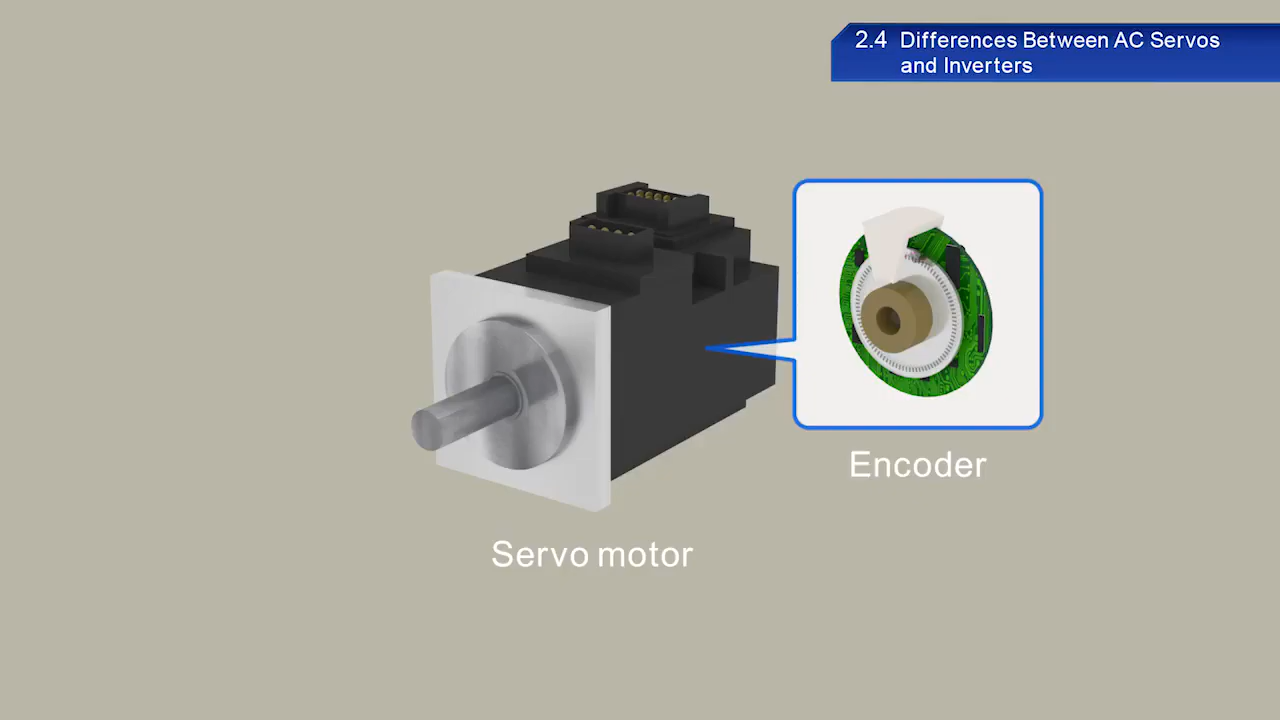 2.4 Differences Between AC Servos
and Inverters
Encoder
Servo motor